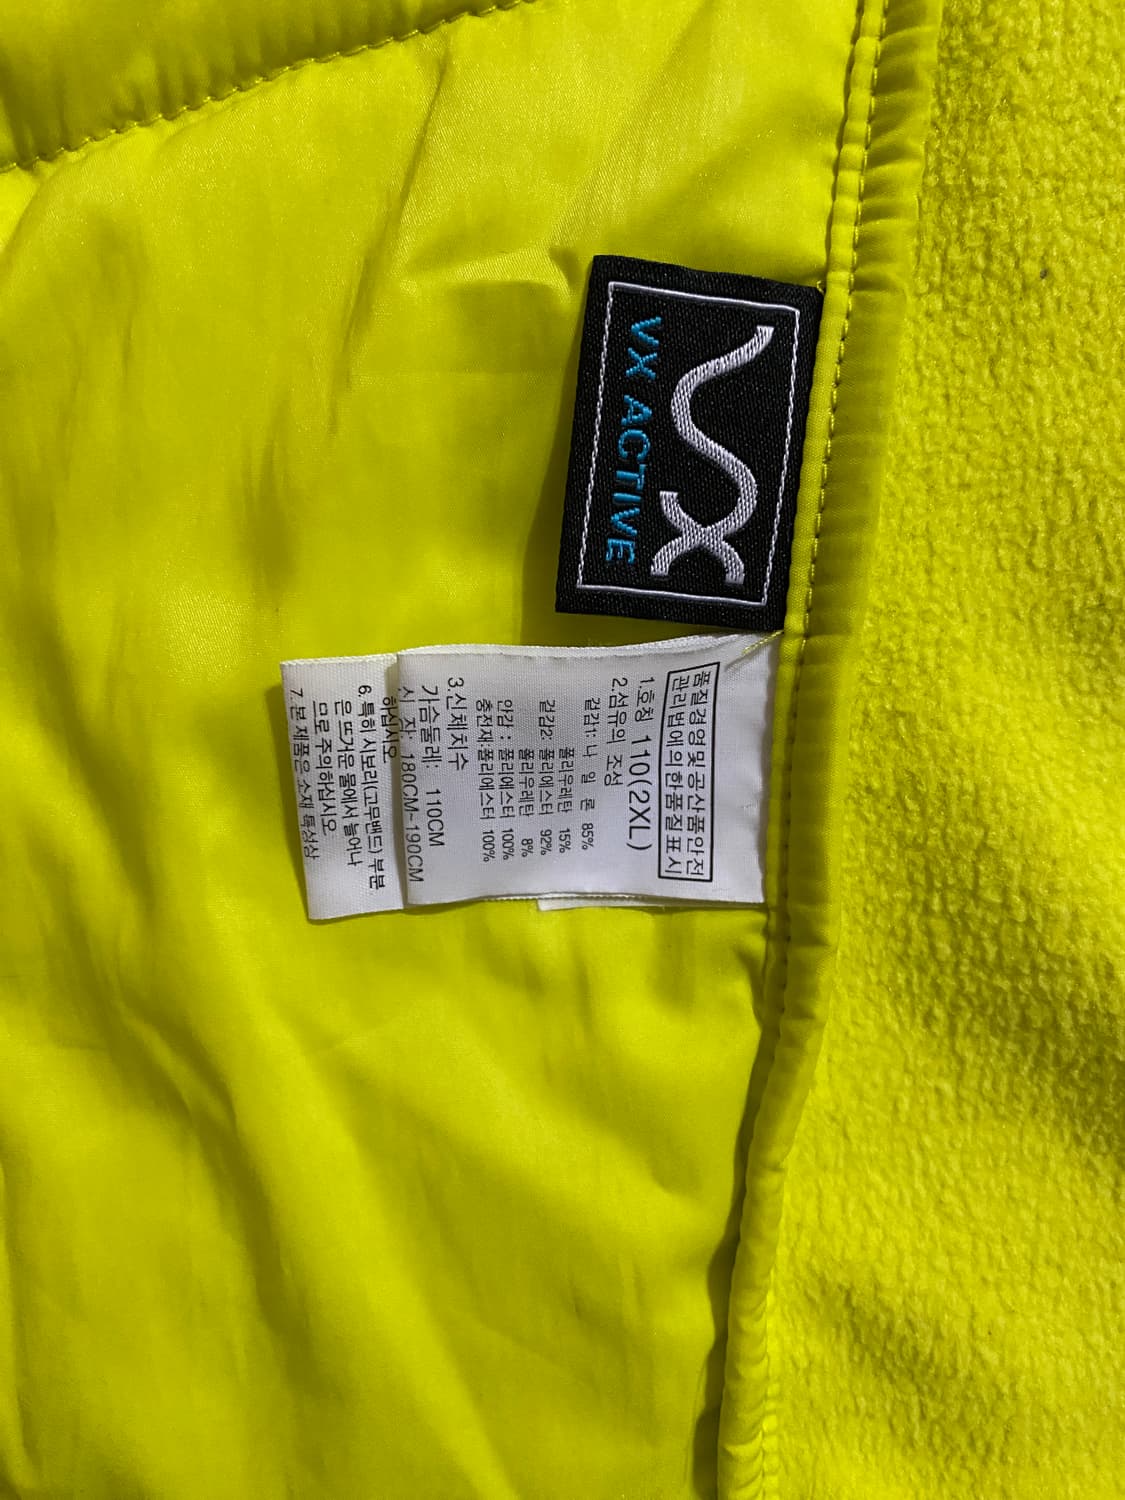 VX ACTIVE
품질경영및공산품안전
관리법에의한품질표시
1.호칭 110(2XL)
2.섬유의 조성
겉감1: 나 일 론 85%
폴리우레탄 15%
겉감2: 폴리에스터 92%
폴리우레탄 8%
안감 : 폴리에스터 100%
충전재:폴리에스터 100%
3.신체치수
가슴둘레: 110CM
신 장: 180CM~190CM
하십시오
6.특히 시보리(고무밴드) 부분
은 뜨거운 물에서 늘어나
므로 주의하십시오.
7.본 제품은 소재 특성상